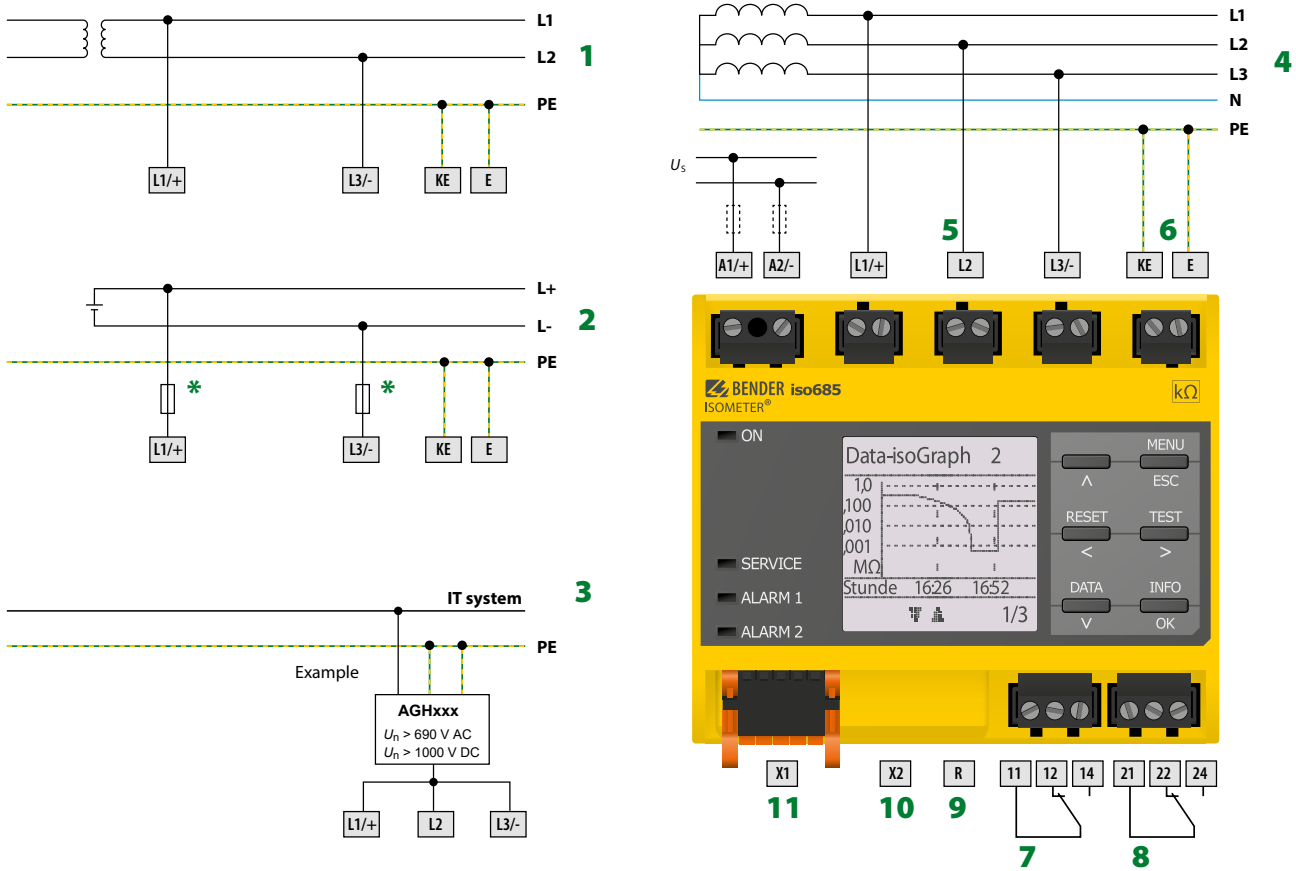 L1
L2
1
PE
L1/+
L3/-
KE
E
L+
L-
2
PE
*
*
L1/+
L3/-
KE
E
IT system
3
PE
Example
AGHxxx
Un > 690 V AC
Un > 1000 V DC
L1/+
L2
L3/-
L1
L2
L3
4
N
PE
Us
5
6
A1/+
A2/-
L1/+
L2
L3/-
KE
E
BENDER iso685
ISOMETER®
kΩ
ON
SERVICE
ALARM 1
ALARM 2
Data-isoGraph 2
1,0
,100
,010
,001
MΩ
Stunde 16:26 16:52
1/3
MENU
Λ
ESC
RESET
TEST
<
>
DATA
INFO
V
OK
X1
X2
R
11
12
14
21
22
24
11
10
9
7
8